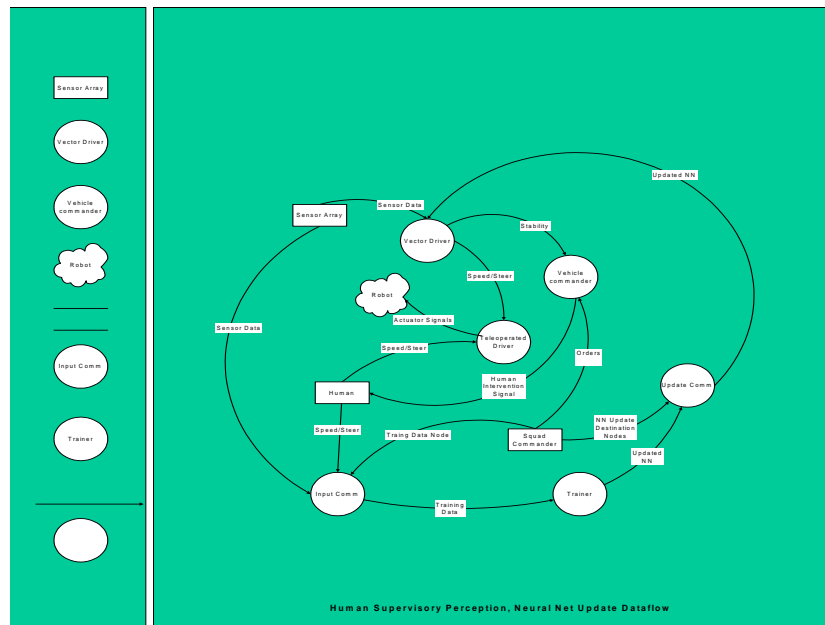 Sensor Array
Vector Driver
Vehicle
commander
Robot
Input Comm
Trainer
Updated NN
Sensor Data
Sensor Array
Stability
Vector Driver
Vehicle
commander
Speed/Steer
Robot
Actuator Signals
Sensor Data
Teleoperated
Driver
Speed/Steer
Orders
Human
Intervention
Signal
Update Comm
Human
NN Update
Destination
Nodes
Speed/Steer
Traing Data Node
Squad
Commander
Updated
NN
Input Comm
Trainer
Training
Data
Human Supervisory Perception, Neural Net Update Dataflow